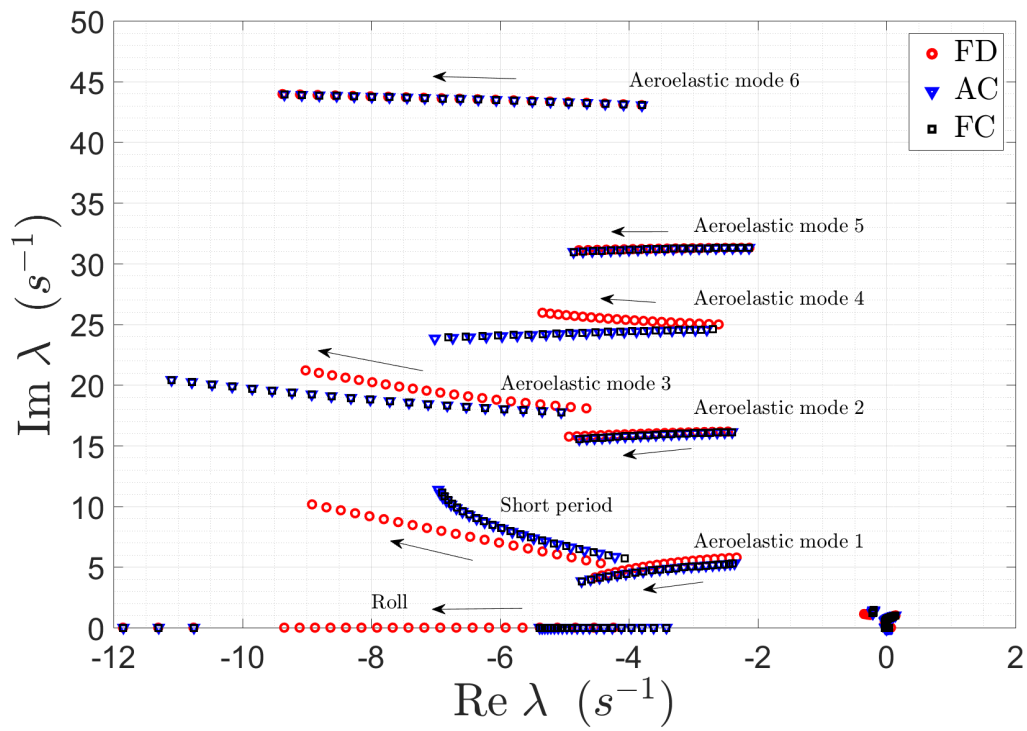 50
45
40
35
30
25
20
15
10
5
0
-12
-10
-8
-6
-4
-2
0
2
Im λ (s⁻¹)
Re λ (s⁻¹)
FD
AC
FC
Aeroelastic mode 6
Aeroelastic mode 5
Aeroelastic mode 4
Aeroelastic mode 3
Aeroelastic mode 2
Short period
Aeroelastic mode 1
Roll